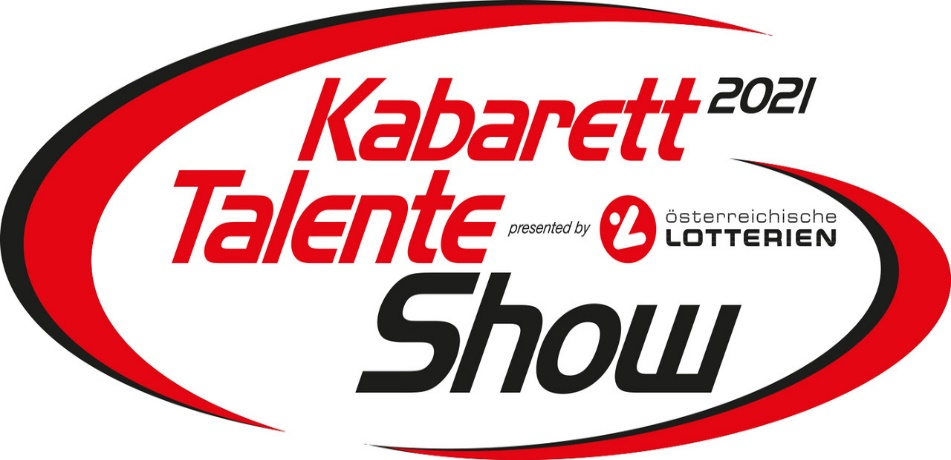 Kabarett 2021
Talente
presented by
österreichische
LOTTERIEN
Show